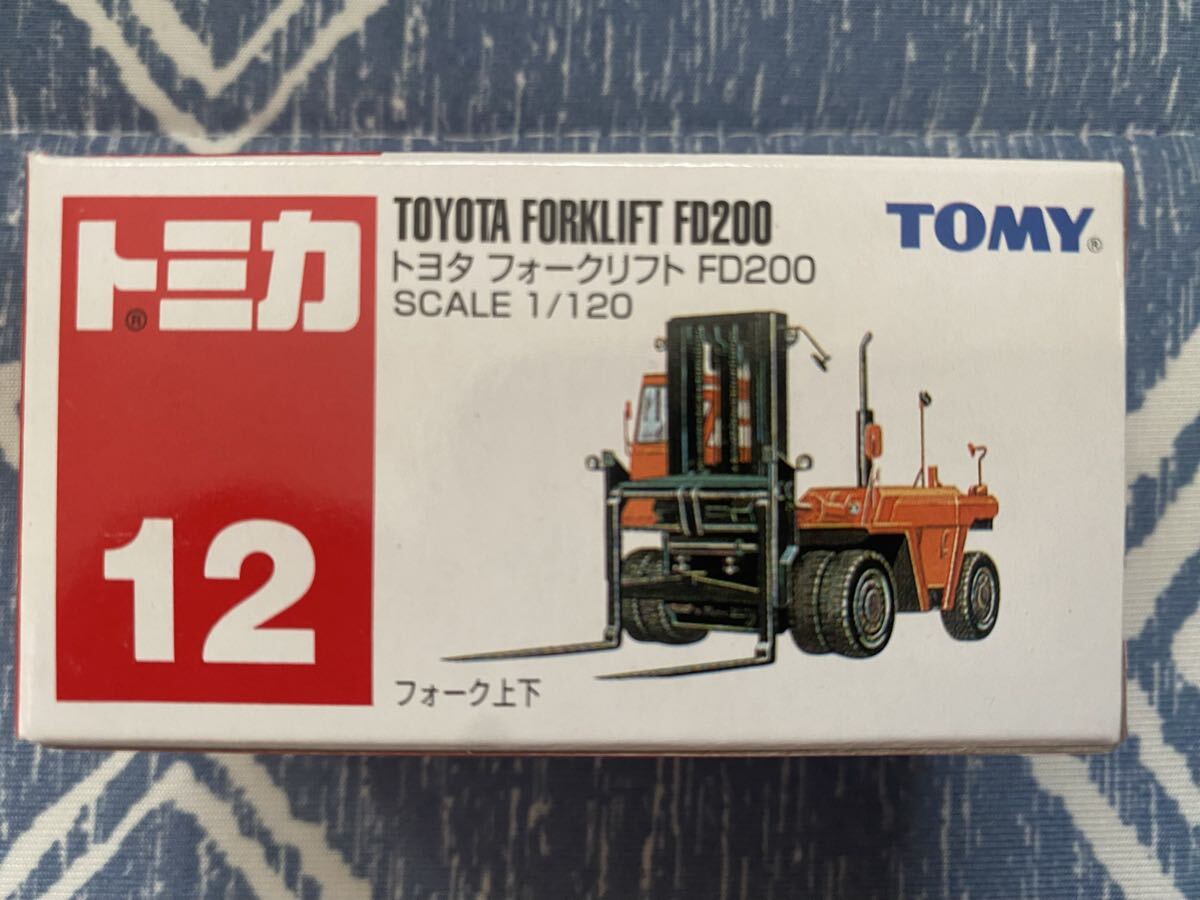 トミカ®
12
TOYOTA FORKLIFT FD200
トヨタ フォークリフト FD200
SCALE 1/120
TOMY®
フォーク上下